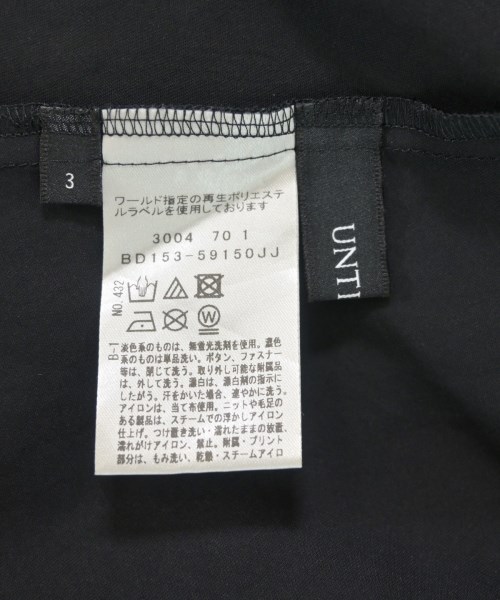 3
ワールド指定の再生ポリエステ
ルラベルを使用しております
3004 70 1
BD153-59150JJ
NO.432
B-1
淡色系のものは、無蛍光洗剤を使用。濃色
系のものは単品洗い。ボタン、ファスナー
等は、閉じて洗う。取り外し可能な附属品
は、外して洗う。漂白は、漂白剤の指示に
したがう。汗をかいた場合、速やかに洗う。
アイロンは、当て布使用。ニットや毛足の
ある製品は、スチームでの浮かしアイロン
仕上げ。つけ置き洗い・濡れたままの放置、
濡れがけアイロン、禁止。附属・プリント
部分は、もみ洗い、乾燥・スチームアイロ
UNTI